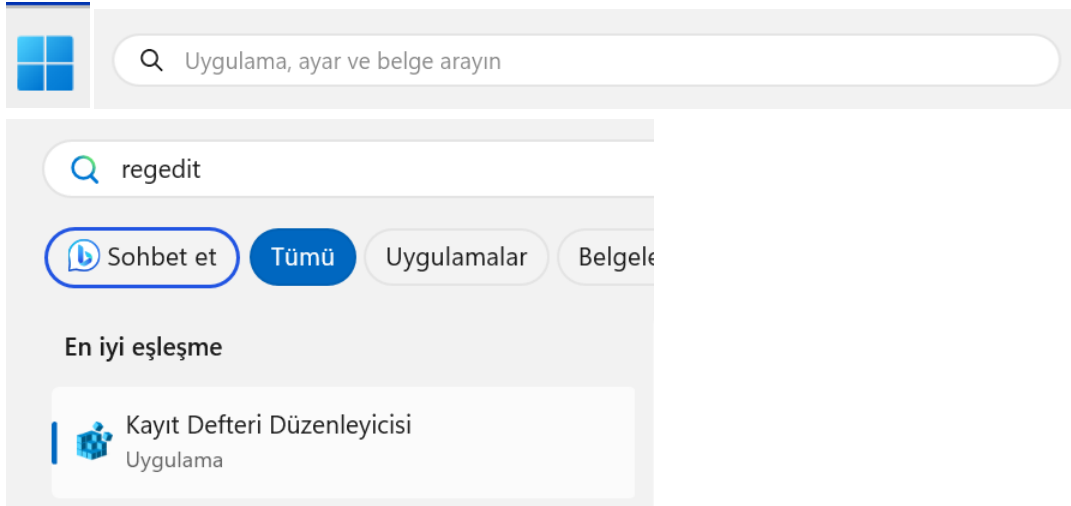 Uygulama, ayar ve belge arayın
regedit
Sohbet et Tümü Uygulamalar Belgele
En iyi eşleşme
Kayıt Defteri Düzenleyicisi
Uygulama